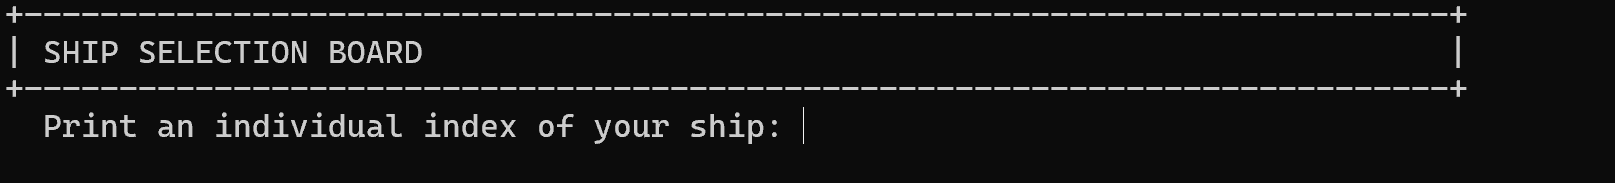 +---------------------------------------------------------------------------+
| SHIP SELECTION BOARD |
+---------------------------------------------------------------------------+
Print an individual index of your ship: